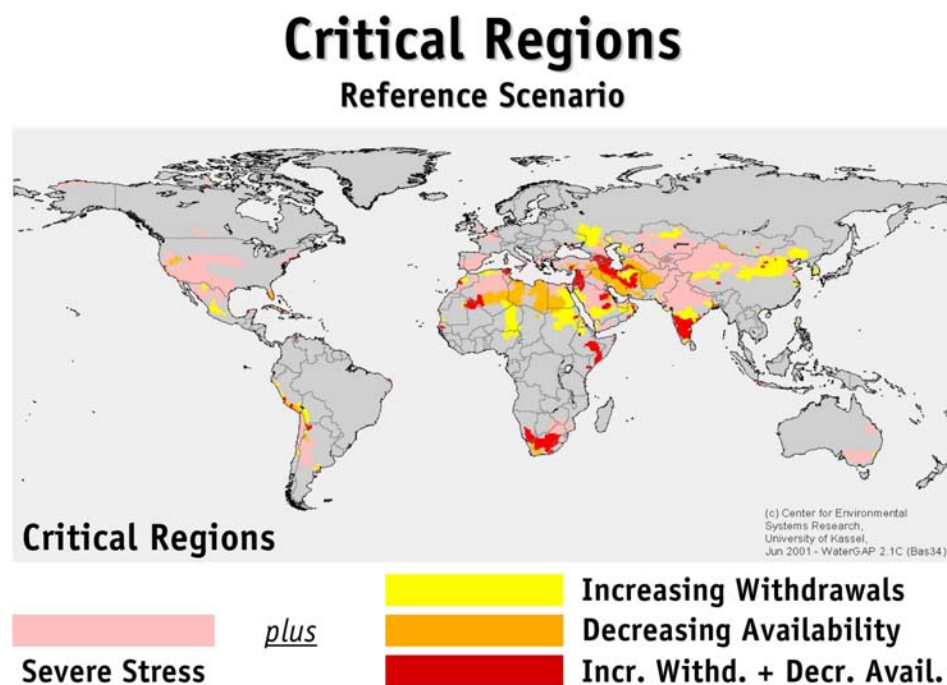 Critical Regions
Reference Scenario
(c) Center for Environmental
Systems Research,
University of Kassel,
Jun 2001 - WaterGAP 2.1C (Bas34)
Critical Regions
Increasing Withdrawals
plus
Decreasing Availability
Severe Stress
Incr. Withd. + Decr. Avail.